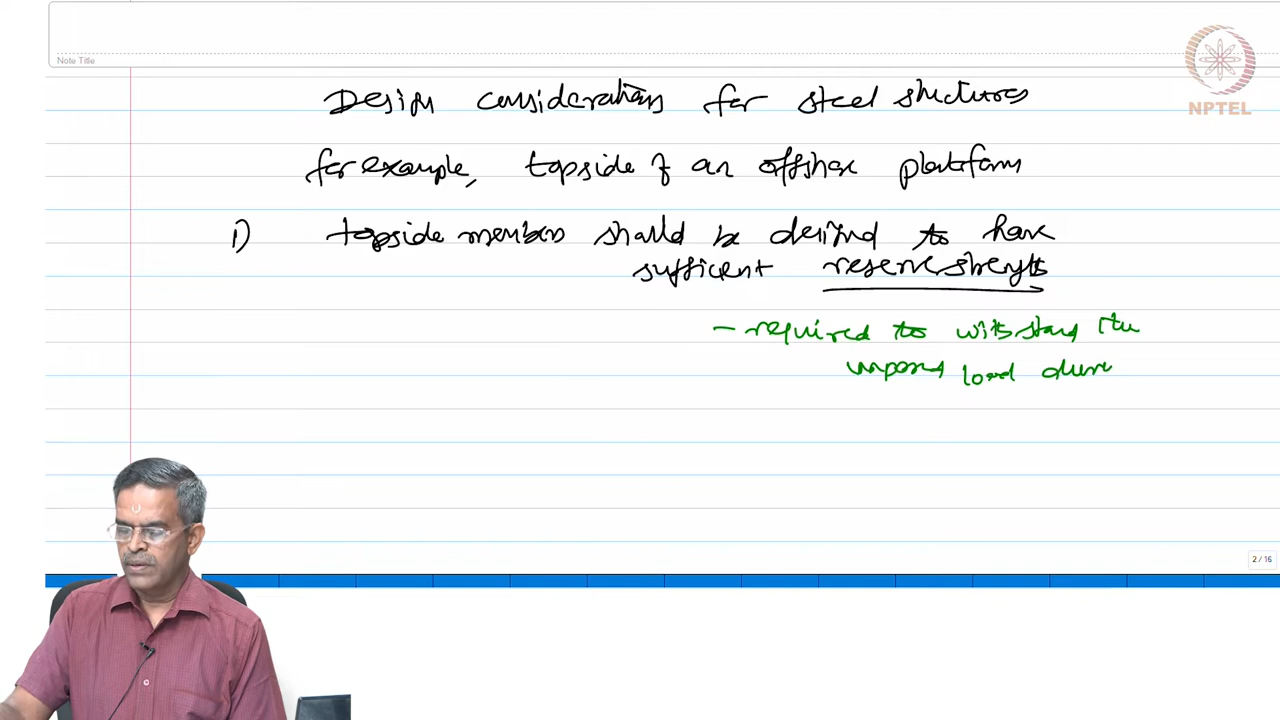 Note Title
NPTEL
Design considerations for steel structures
for example, topside of an offshore platform
1) topside members should be designed to have
sufficient reserve strength
- required to withstand the
imposed load
2 / 16